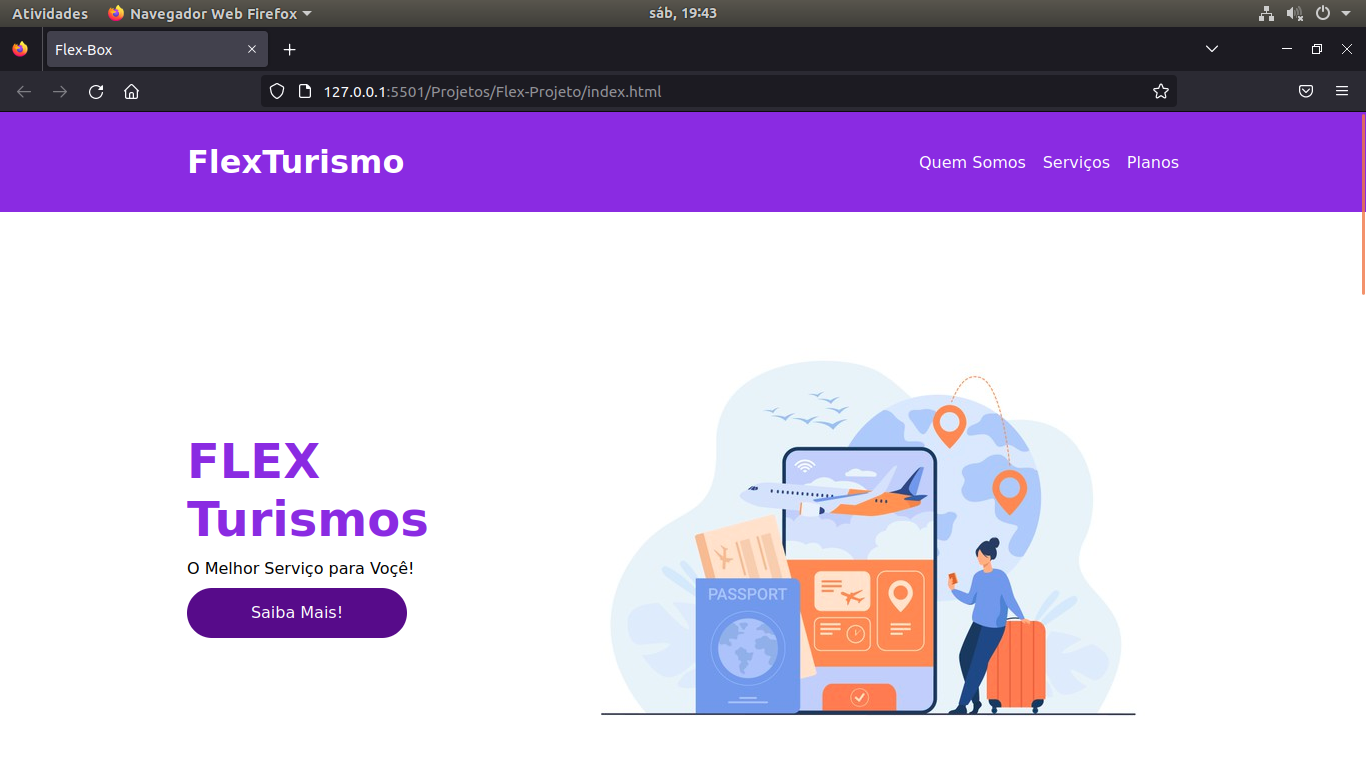 Atividades Navegador Web Firefox sáb, 19:43
Flex-Box
127.0.0.1:5501/Projetos/Flex-Projeto/index.html
FlexTurismo Quem Somos Serviços Planos
FLEX
Turismos
O Melhor Serviço para Voçê!
Saiba Mais!
PASSPORT